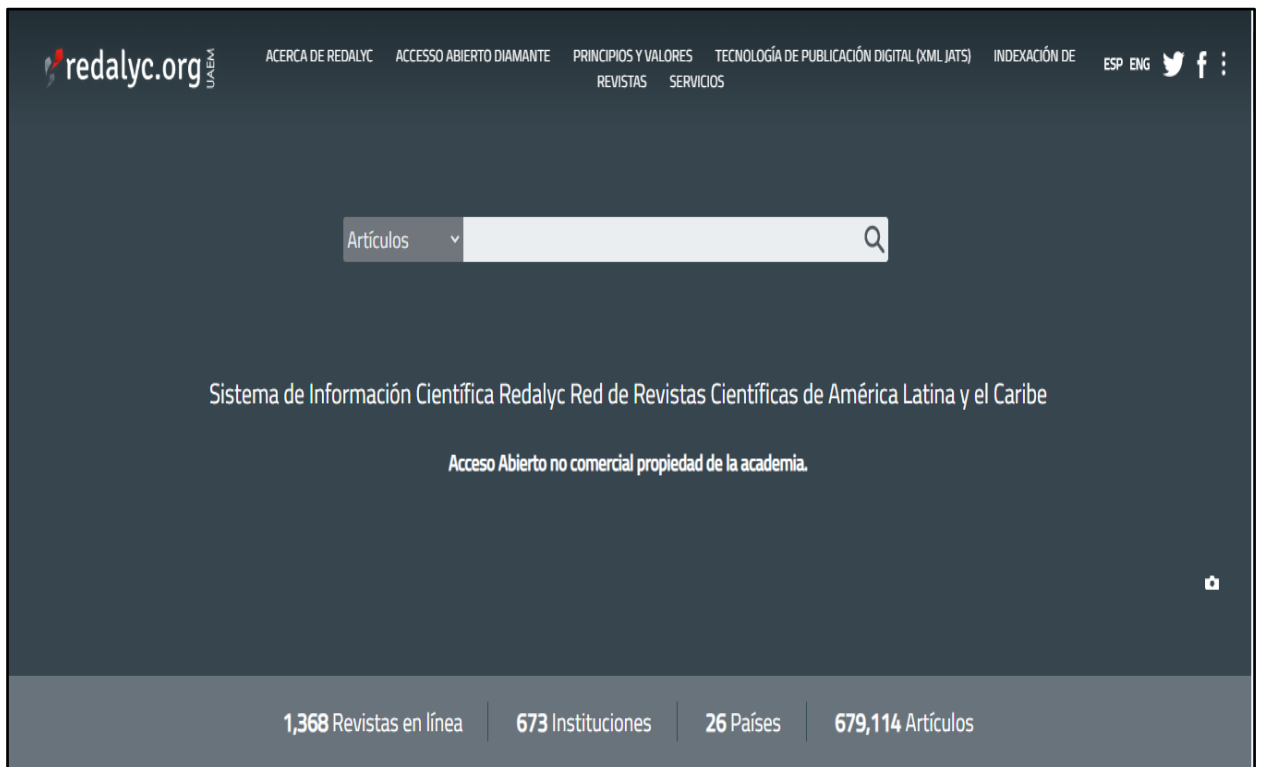 redalyc.org UAEM
ACERCA DE REDALYC ACCESSO ABIERTO DIAMANTE PRINCIPIOS Y VALORES TECNOLOGÍA DE PUBLICACIÓN DIGITAL (XML JATS) INDEXACIÓN DE
REVISTAS SERVICIOS
ESP ENG
Artículos
Sistema de Información Científica Redalyc Red de Revistas Científicas de América Latina y el Caribe
Acceso Abierto no comercial propiedad de la academia.
1,368 Revistas en línea 673 Instituciones 26 Países 679,114 Artículos